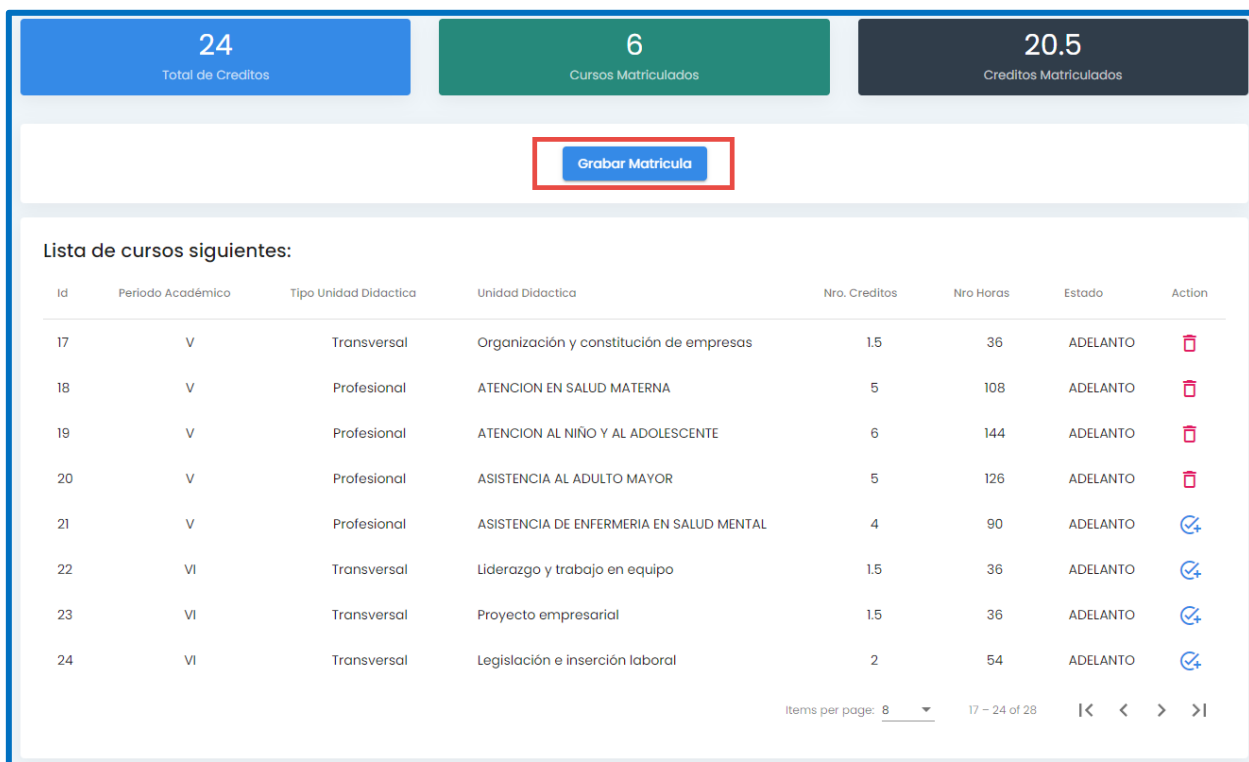 24 6 20.5
Total de Creditos Cursos Matriculados Creditos Matriculados
Grabar Matricula
Lista de cursos siguientes:
Id Periodo Académico Tipo Unidad Didactica Unidad Didactica Nro. Creditos Nro Horas Estado Action
17 V Transversal Organización y constitución de empresas 1.5 36 ADELANTO
18 V Profesional ATENCION EN SALUD MATERNA 5 108 ADELANTO
19 V Profesional ATENCION AL NIÑO Y AL ADOLESCENTE 6 144 ADELANTO
20 V Profesional ASISTENCIA AL ADULTO MAYOR 5 126 ADELANTO
21 V Profesional ASISTENCIA DE ENFERMERIA EN SALUD MENTAL 4 90 ADELANTO
22 VI Transversal Liderazgo y trabajo en equipo 1.5 36 ADELANTO
23 VI Transversal Proyecto empresarial 1.5 36 ADELANTO
24 VI Transversal Legislación e inserción laboral 2 54 ADELANTO
Items per page: 8 17 – 24 of 28